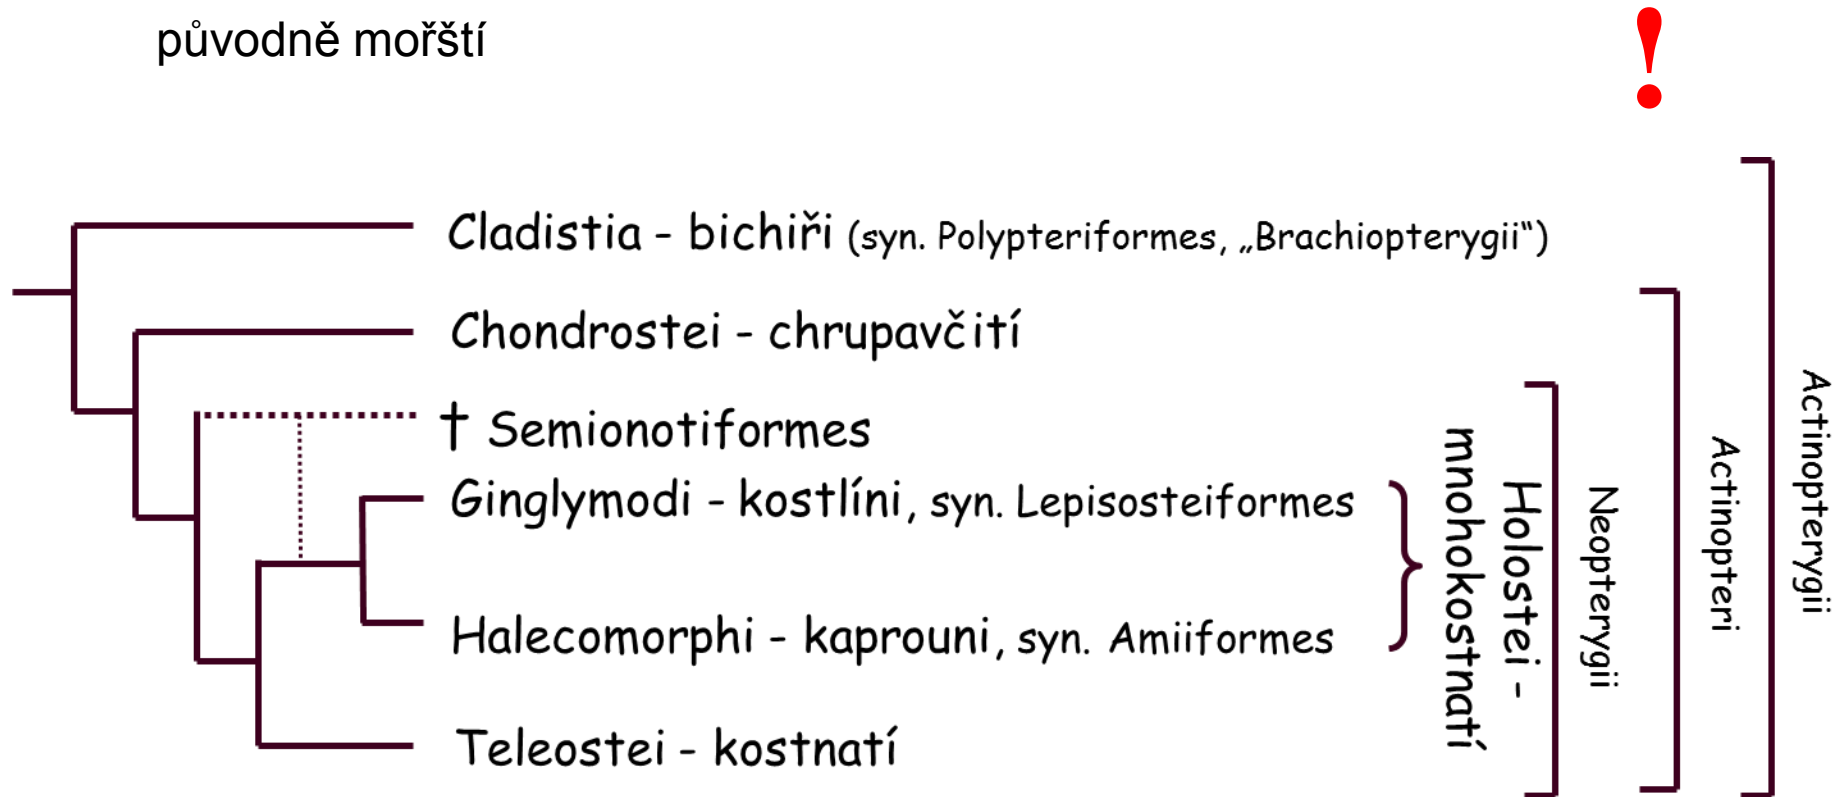 původně mořští
!
Cladistia - bichiři (syn. Polypteriformes, „Brachiopterygii“)
Chondrostei - chrupavčití
† Semionotiformes
Ginglymodi - kostlíni, syn. Lepisosteiformes
Halecomorphi - kaprouni, syn. Amiiformes
Teleostei - kostnatí
Holostei -
mnohokostnatí
Neopterygii
Actinopteri
Actinopterygii